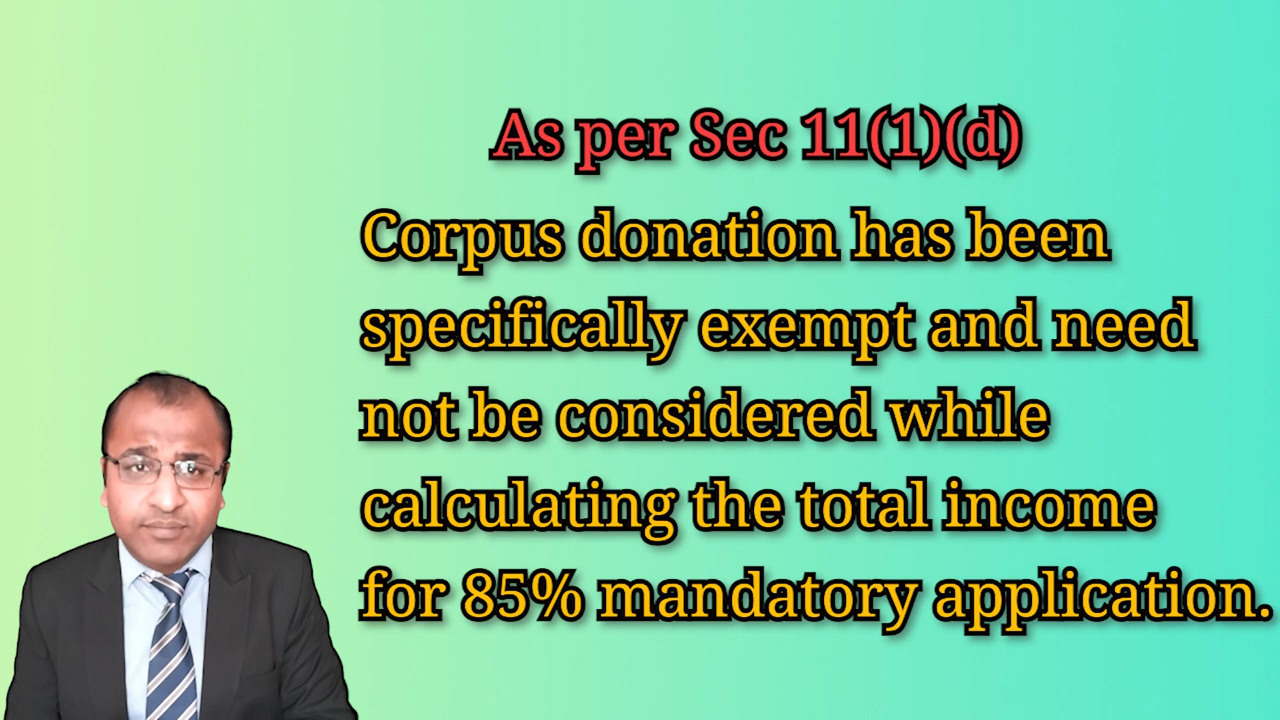 As per Sec 11(1)(d)
Corpus donation has been
specifically exempt and need
not be considered while
calculating the total income
for 85% mandatory application.